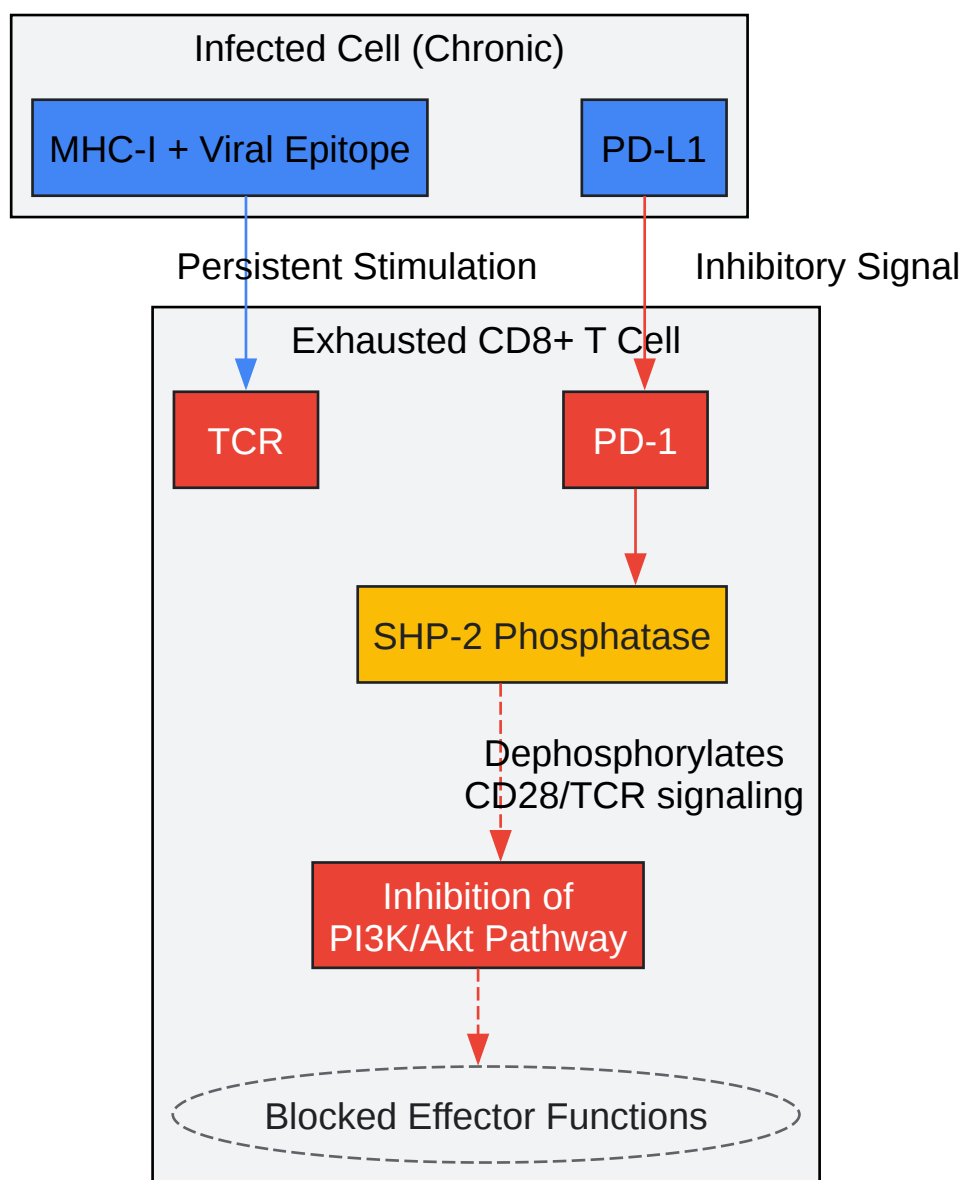 Infected Cell (Chronic)
MHC-I + Viral Epitope
PD-L1
Persistent Stimulation
Inhibitory Signal
Exhausted CD8+ T Cell
TCR
PD-1
SHP-2 Phosphatase
Dephosphorylates
CD28/TCR signaling
Inhibition of
PI3K/Akt Pathway
Blocked Effector Functions